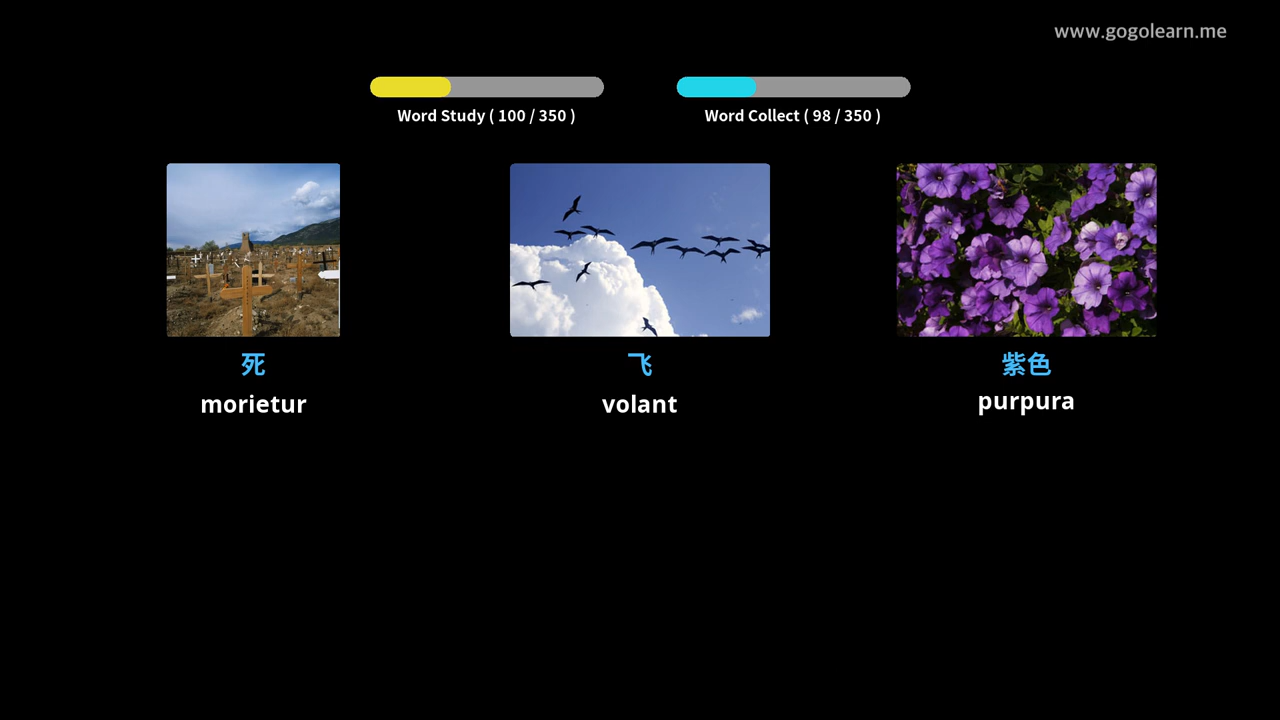 www.gogolearn.me
Word Study ( 100 / 350 )
Word Collect ( 98 / 350 )
死
飞
紫色
morietur
volant
purpura